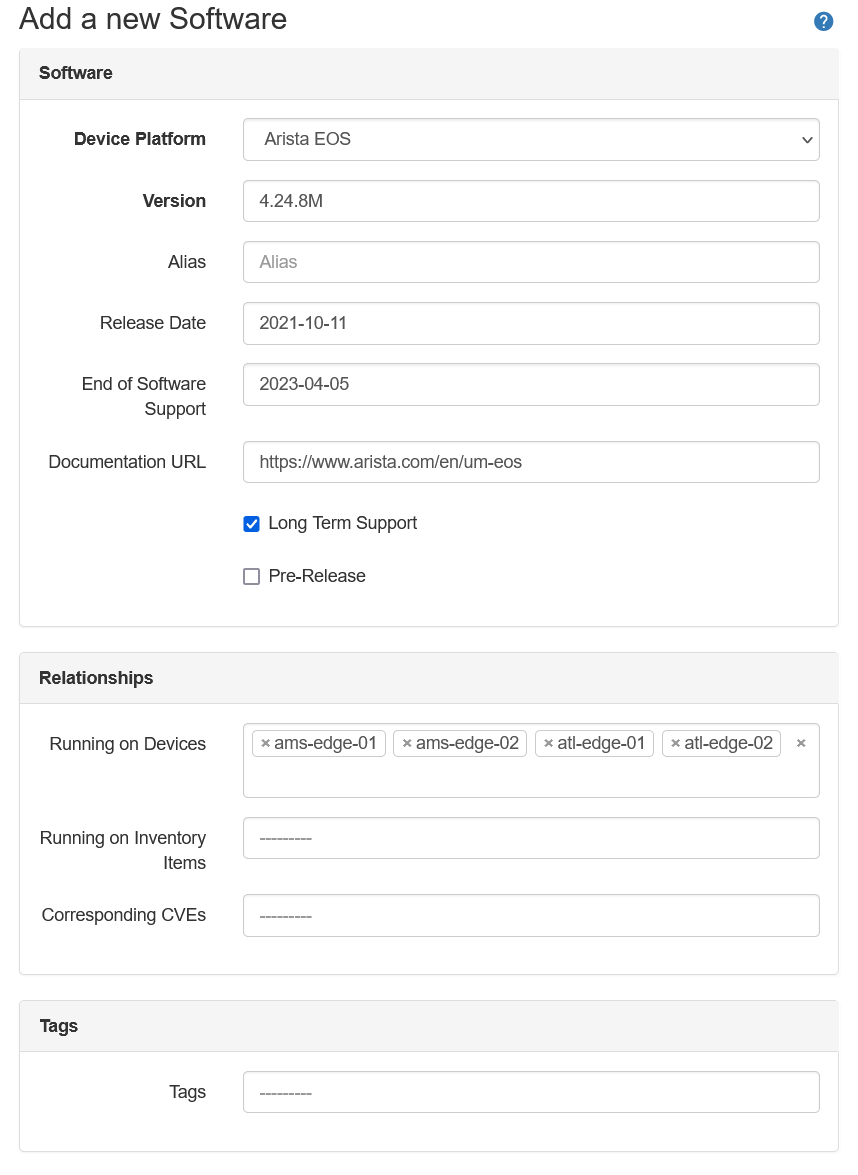 Add a new Software
?
Software
Device Platform
Arista EOS
Version
4.24.8M
Alias
Alias
Release Date
2021-10-11
End of Software
Support
2023-04-05
Documentation URL
https://www.arista.com/en/um-eos
Long Term Support
Pre-Release
Relationships
Running on Devices
× ams-edge-01 × ams-edge-02 × atl-edge-01 × atl-edge-02 ×
Running on Inventory
Items
---------
Corresponding CVEs
---------
Tags
Tags
---------